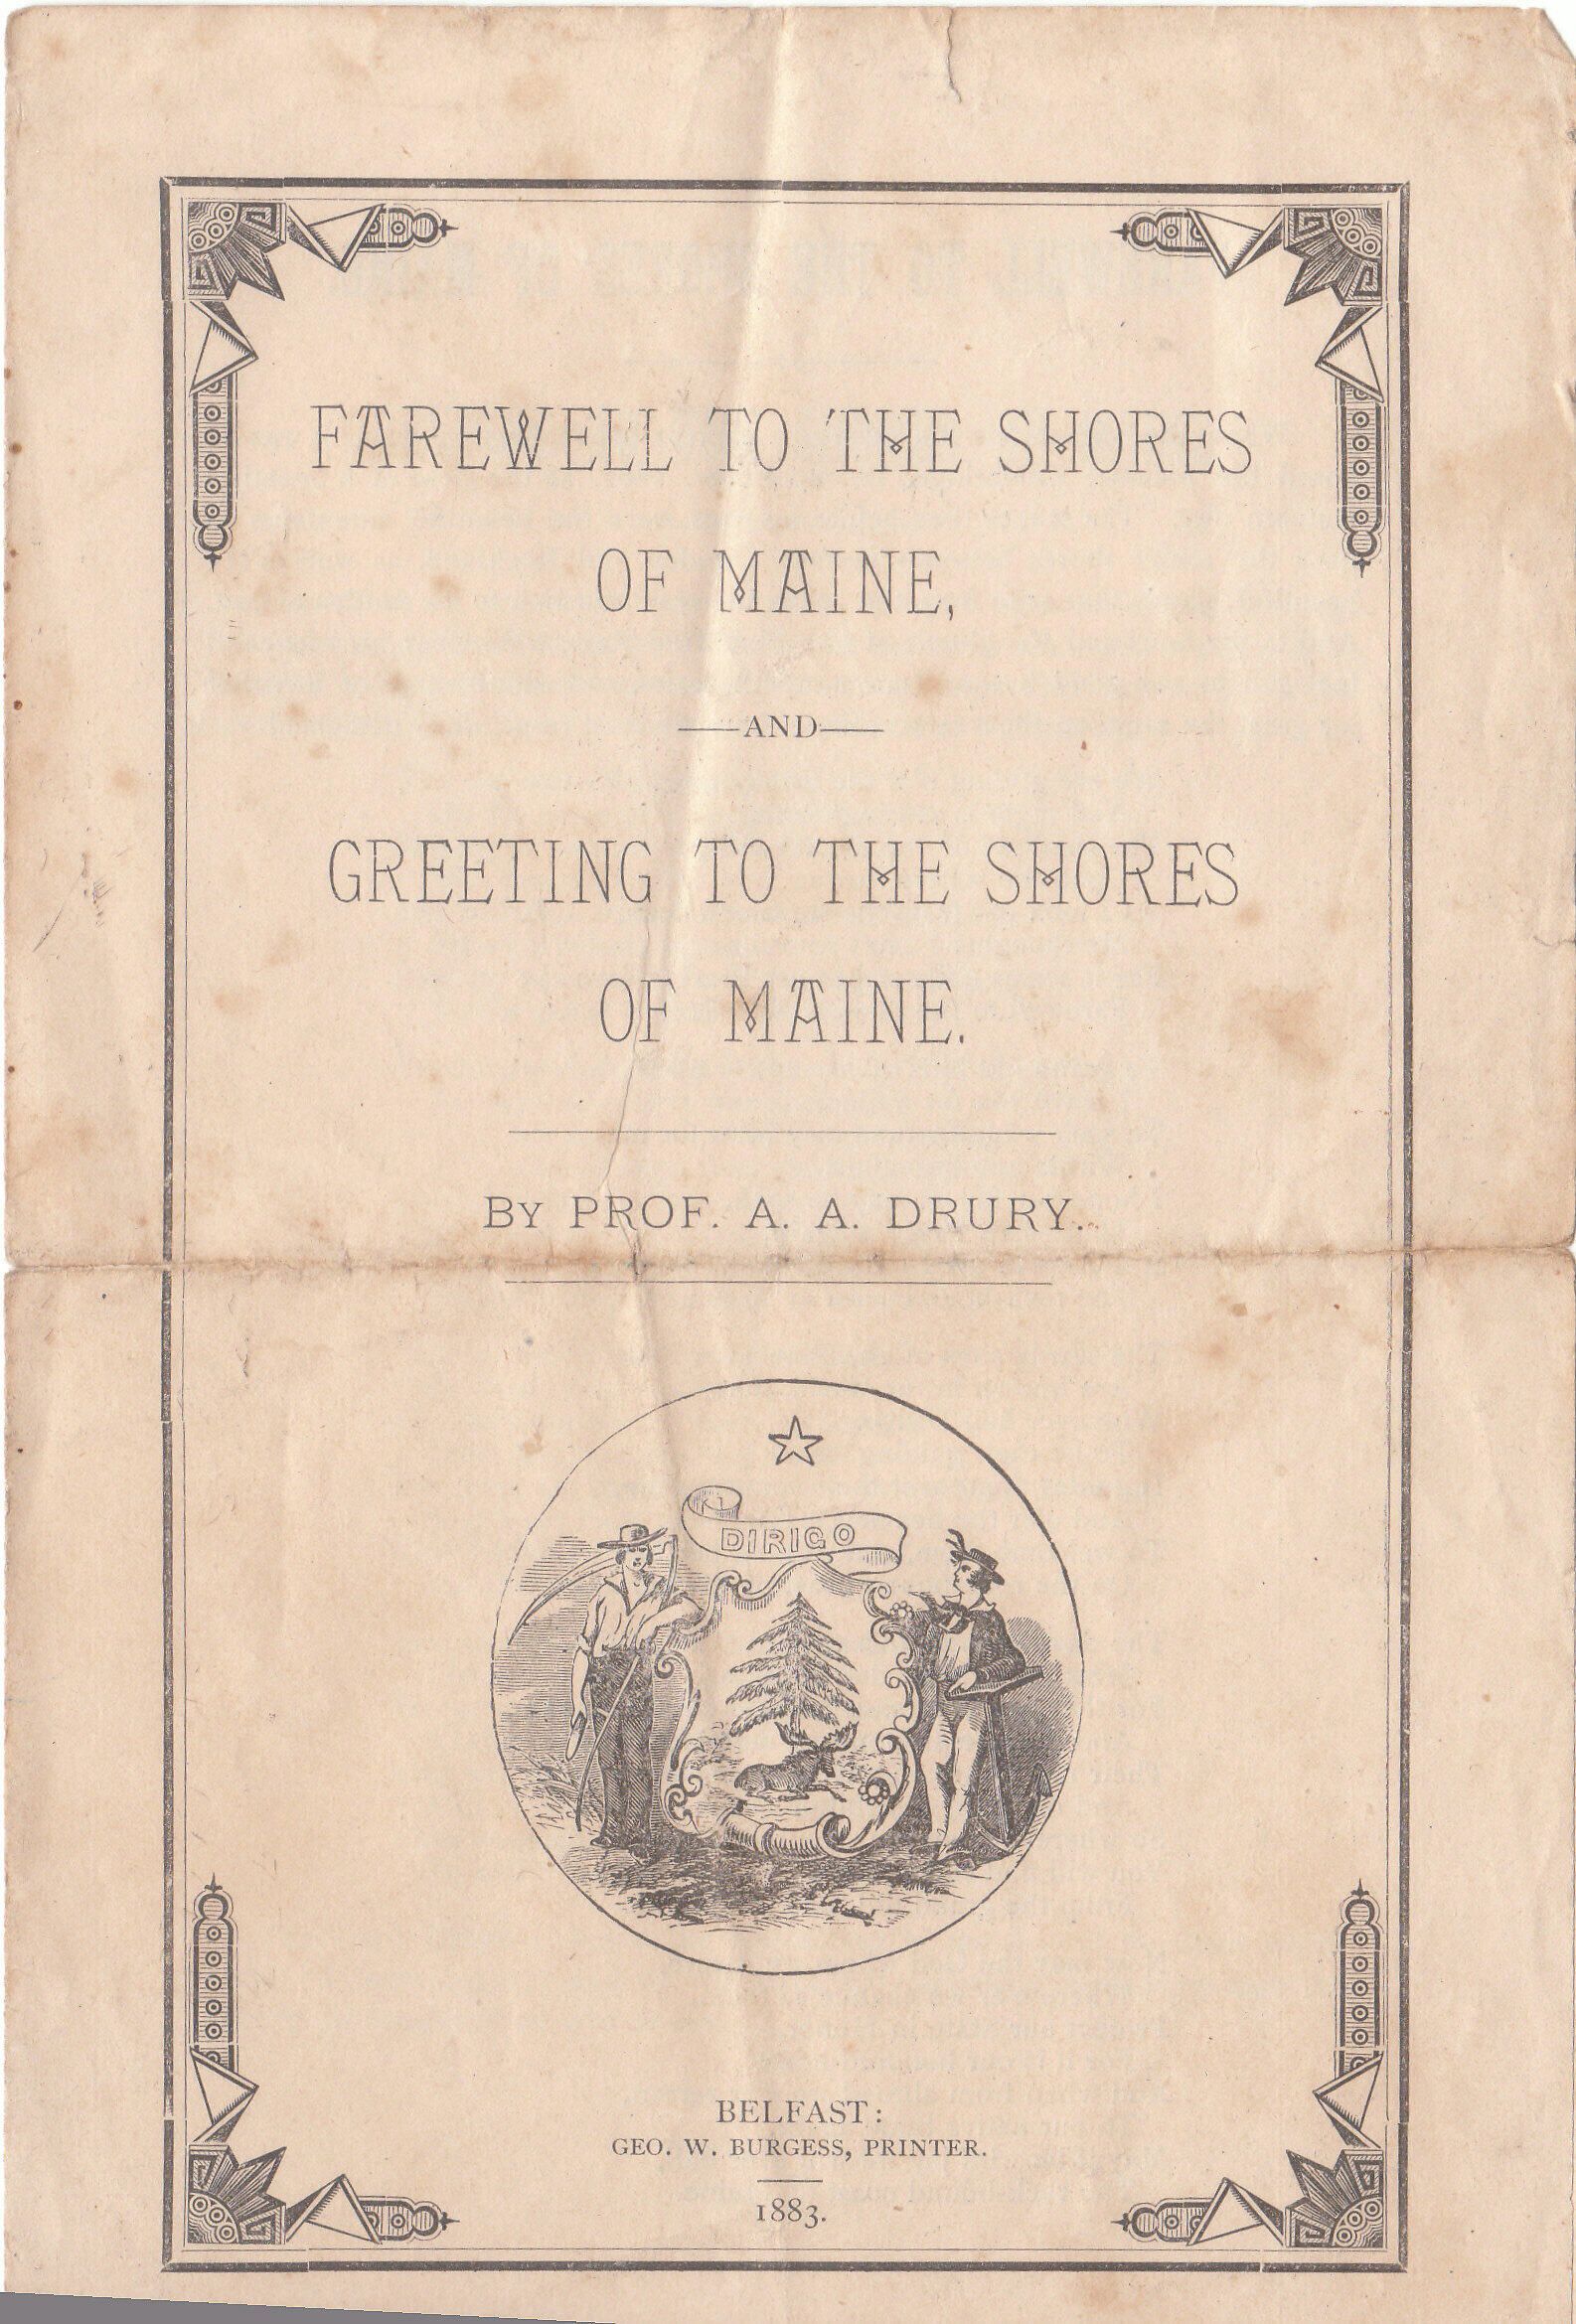 FAREWELL TO THE SHORES
OF MAINE,
—AND—
GREETING TO THE SHORES
OF MAINE.
By PROF. A. A. DRURY.
DIRIGO
BELFAST:
GEO. W. BURGESS, PRINTER.
1883.